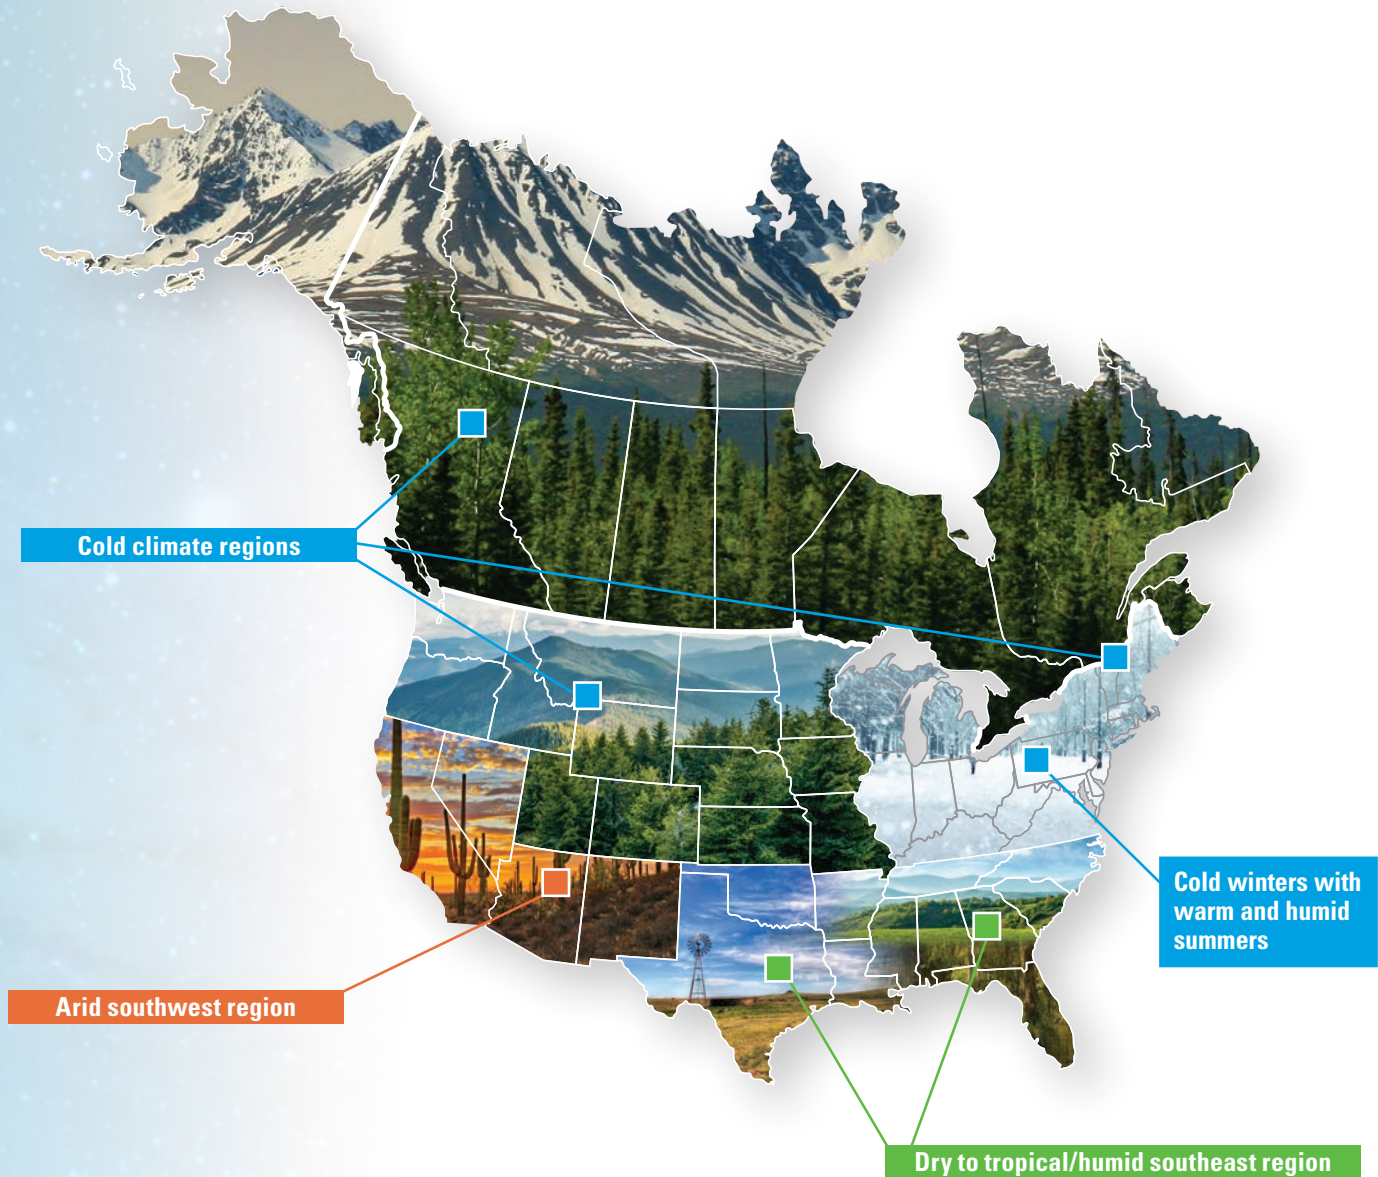 Cold climate regions
Cold winters with
warm and humid
summers
Arid southwest region
Dry to tropical/humid southeast region